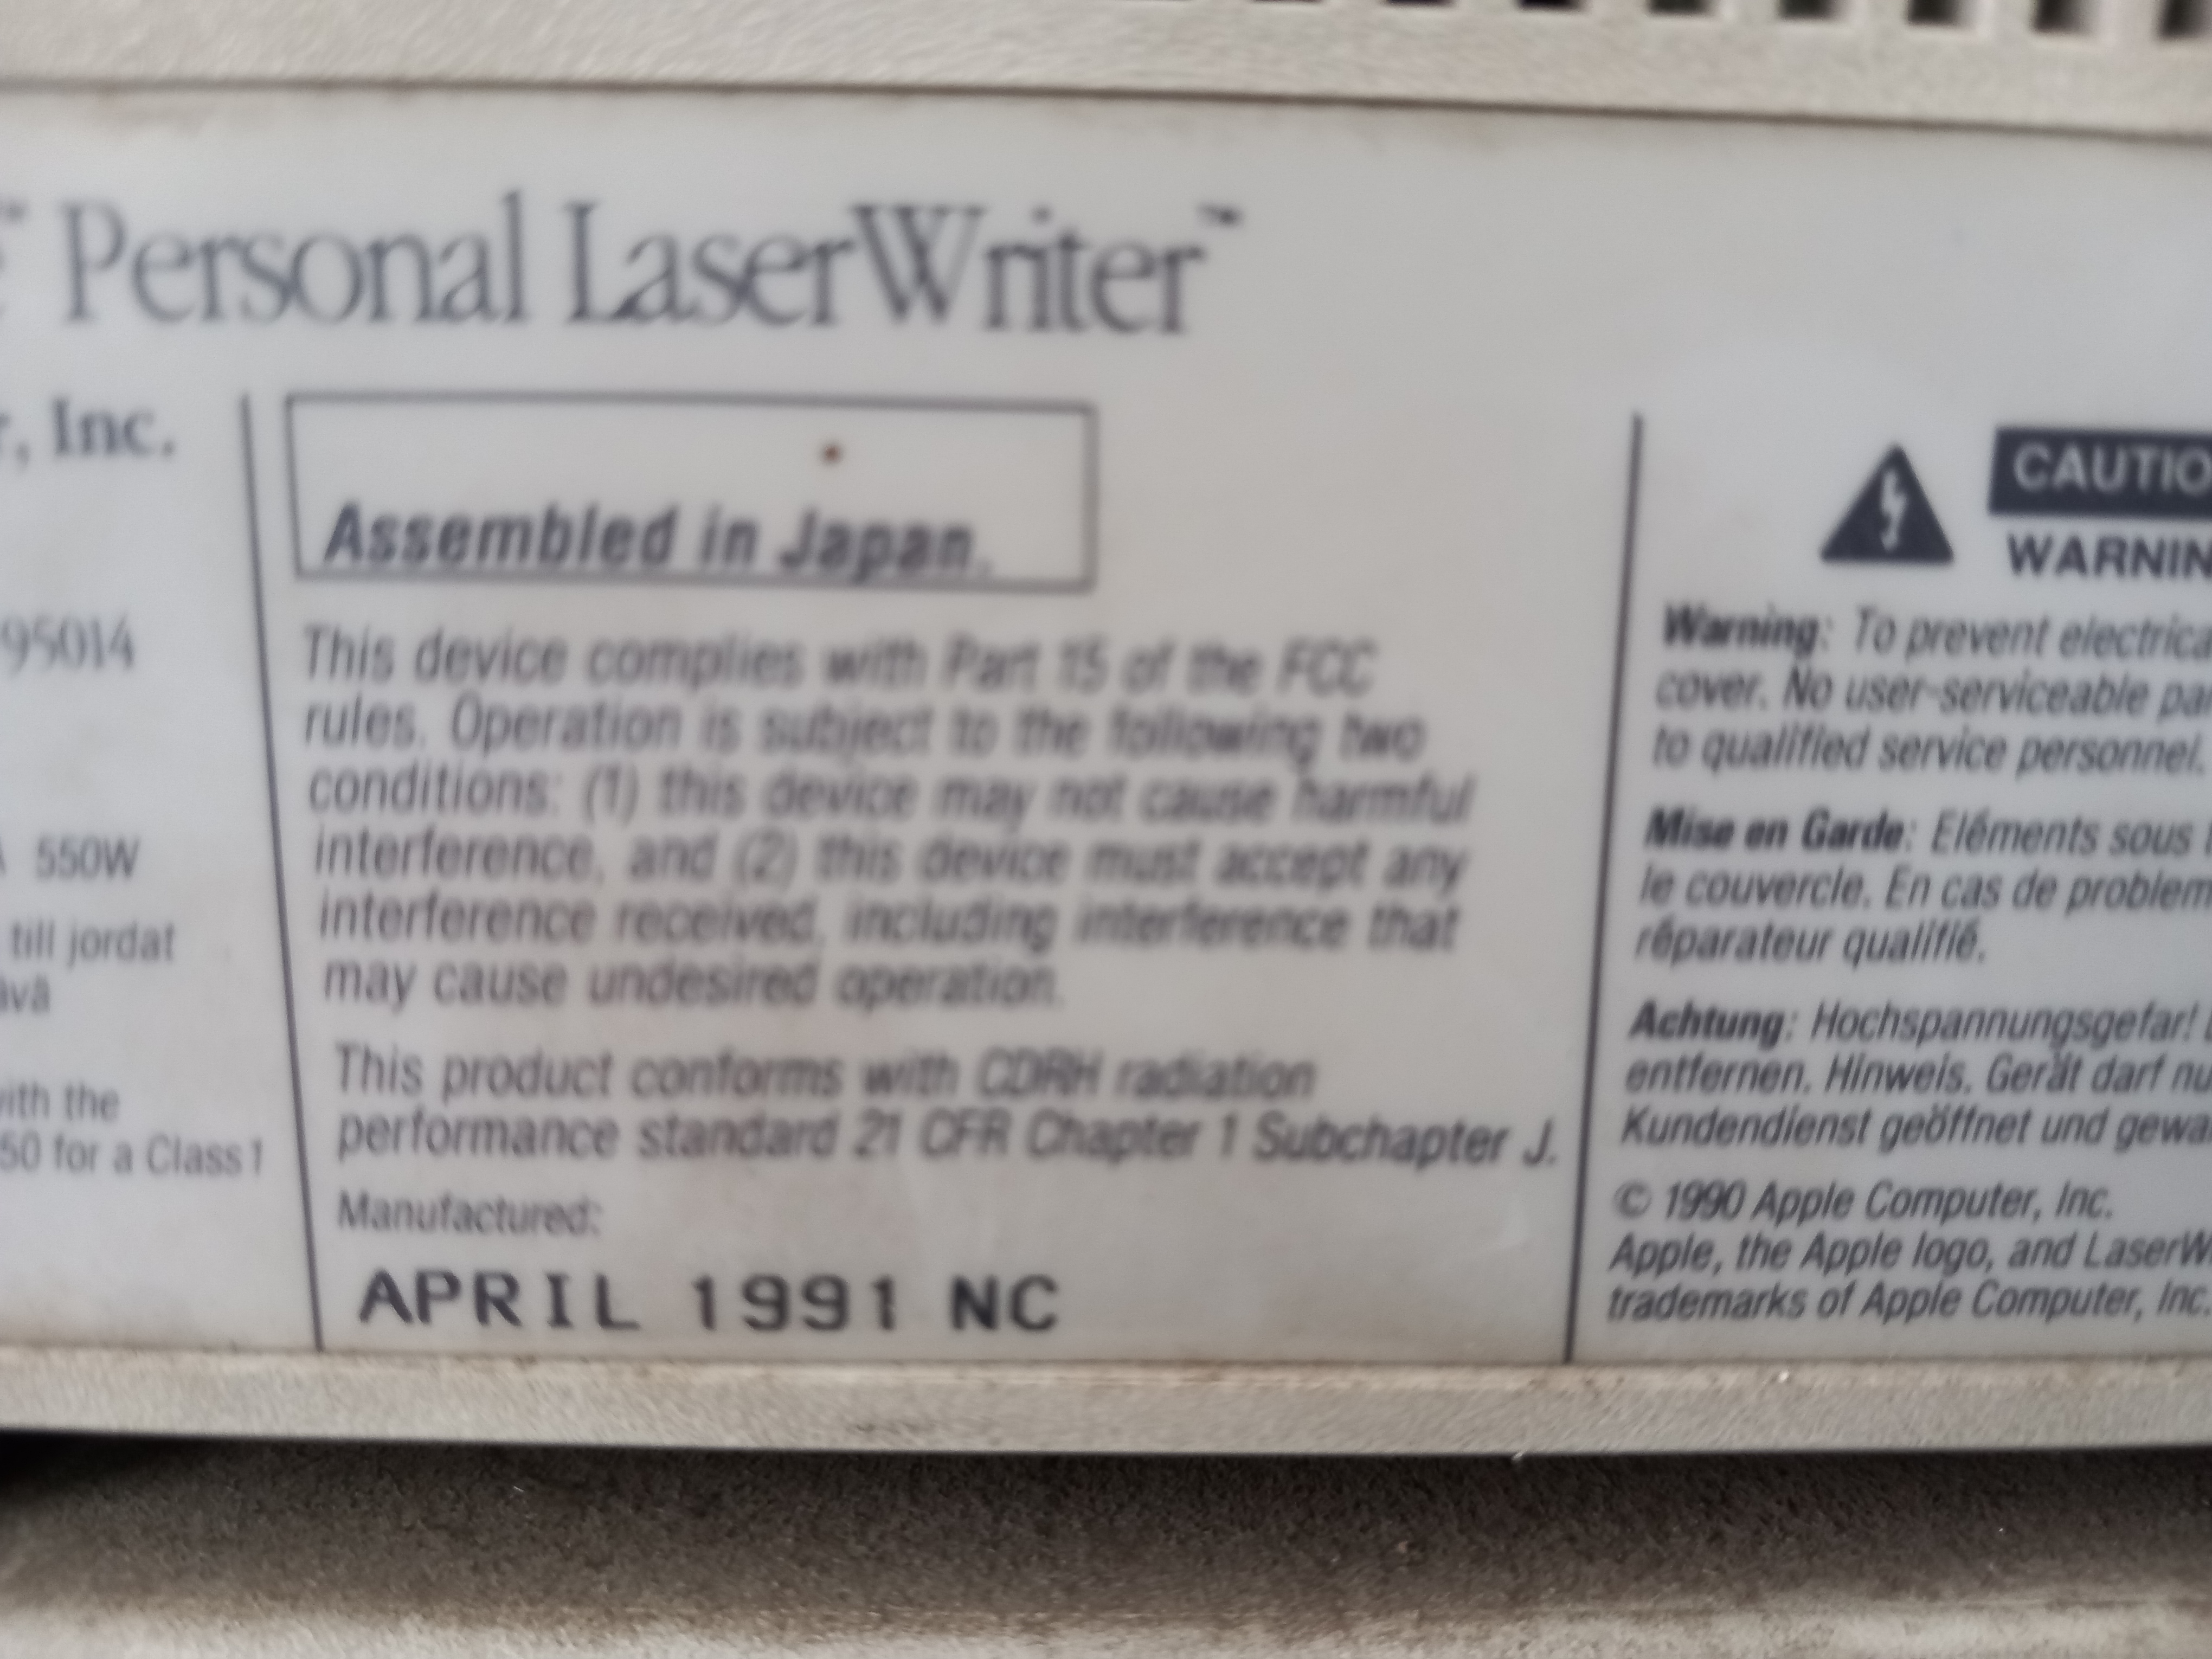 Personal LaserWriter™
, Inc.
95014
550W
till jordat
with the
50 for a Class 1
Assembled in Japan.
This device complies with Part 15 of the FCC
rules. Operation is subject to the following two
conditions: (1) this device may not cause harmful
interference, and (2) this device must accept any
interference received, including interference that
may cause undesired operation.
This product conforms with CDRH radiation
performance standard 21 CFR Chapter 1 Subchapter J.
Manufactured:
APRIL 1991 NC
CAUTIO
WARNIN
Warning: To prevent electrica
cover. No user-serviceable pa
to qualified service personnel.
Mise en Garde: Eléments sous
le couvercle. En cas de problem
réparateur qualifié.
Achtung: Hochspannungsgefar!
entfernen. Hinweis. Gerät darf nu
Kundendienst geöffnet und gewa
© 1990 Apple Computer, Inc.
Apple, the Apple logo, and LaserW
trademarks of Apple Computer, Inc.